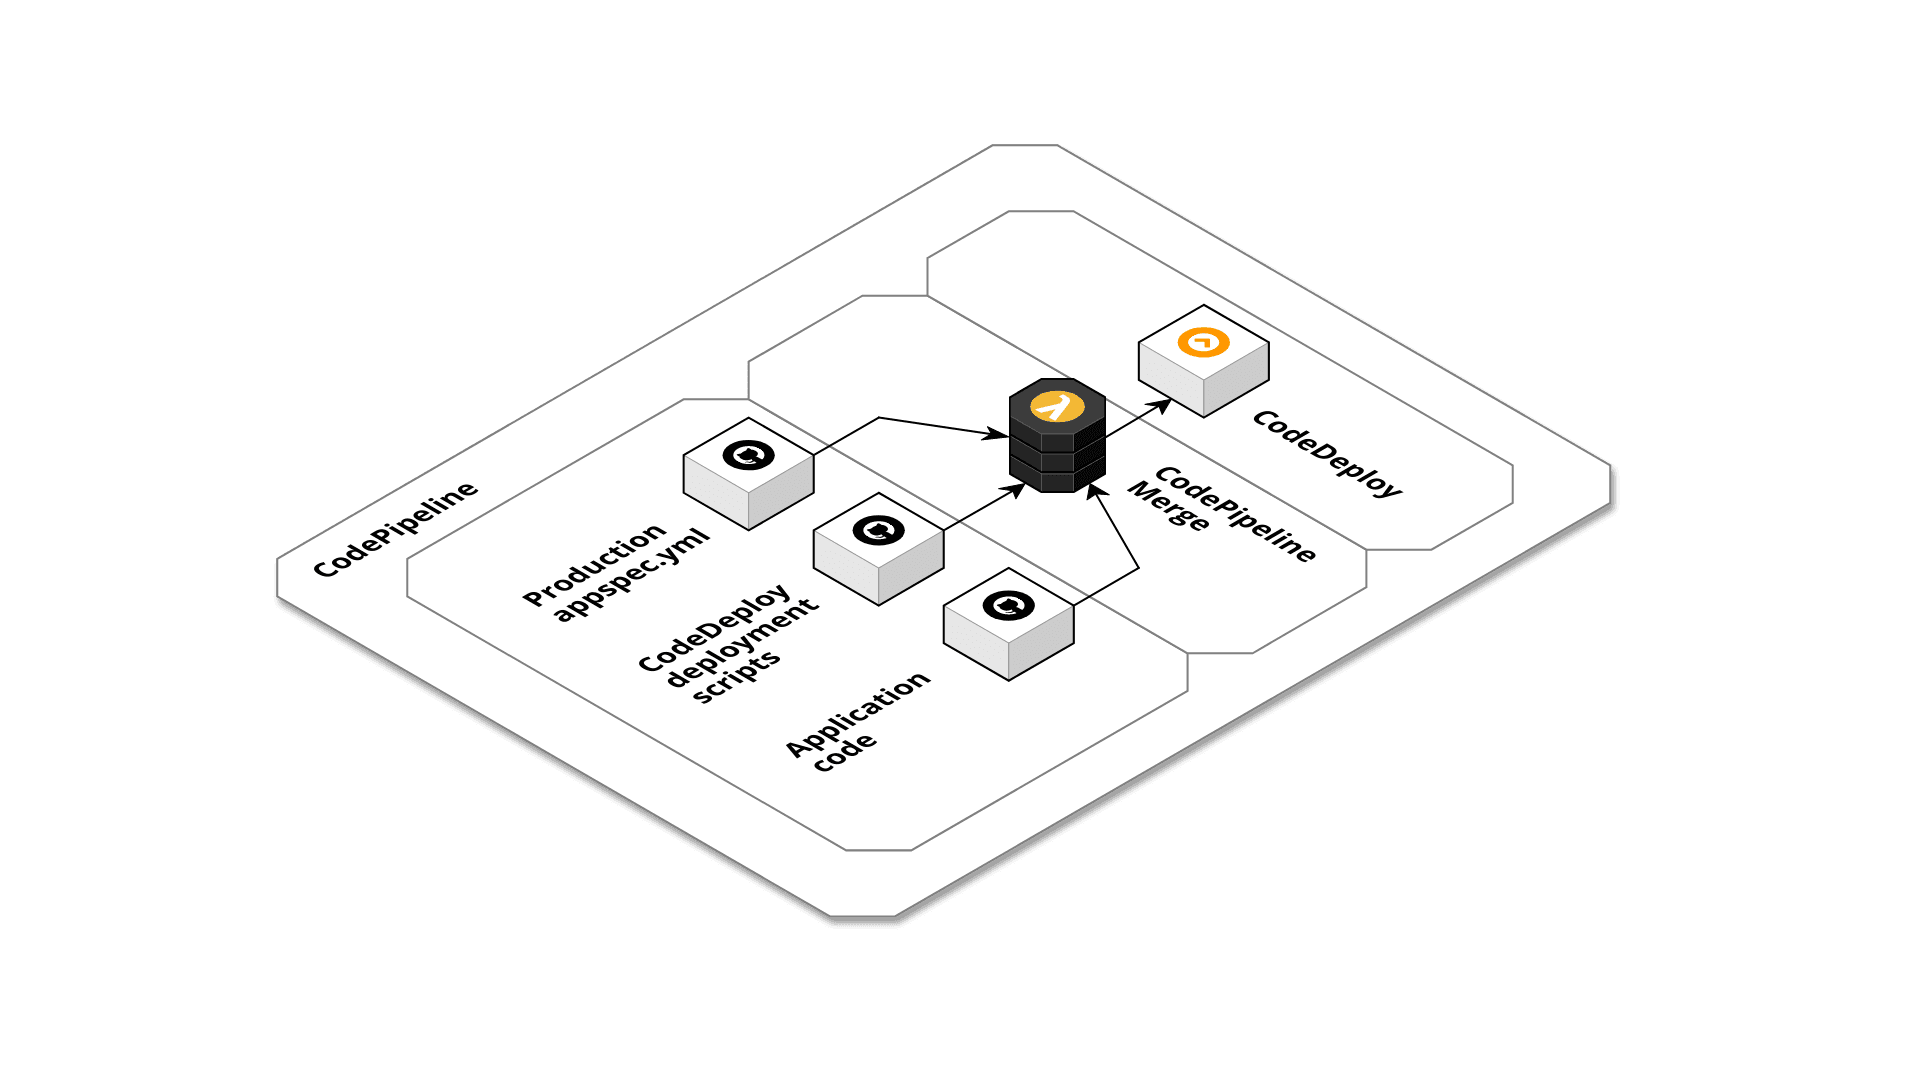 CodePipeline
Production
appspec.yml
CodeDeploy
deployment
scripts
Application
code
CodePipeline
Merge
CodeDeploy